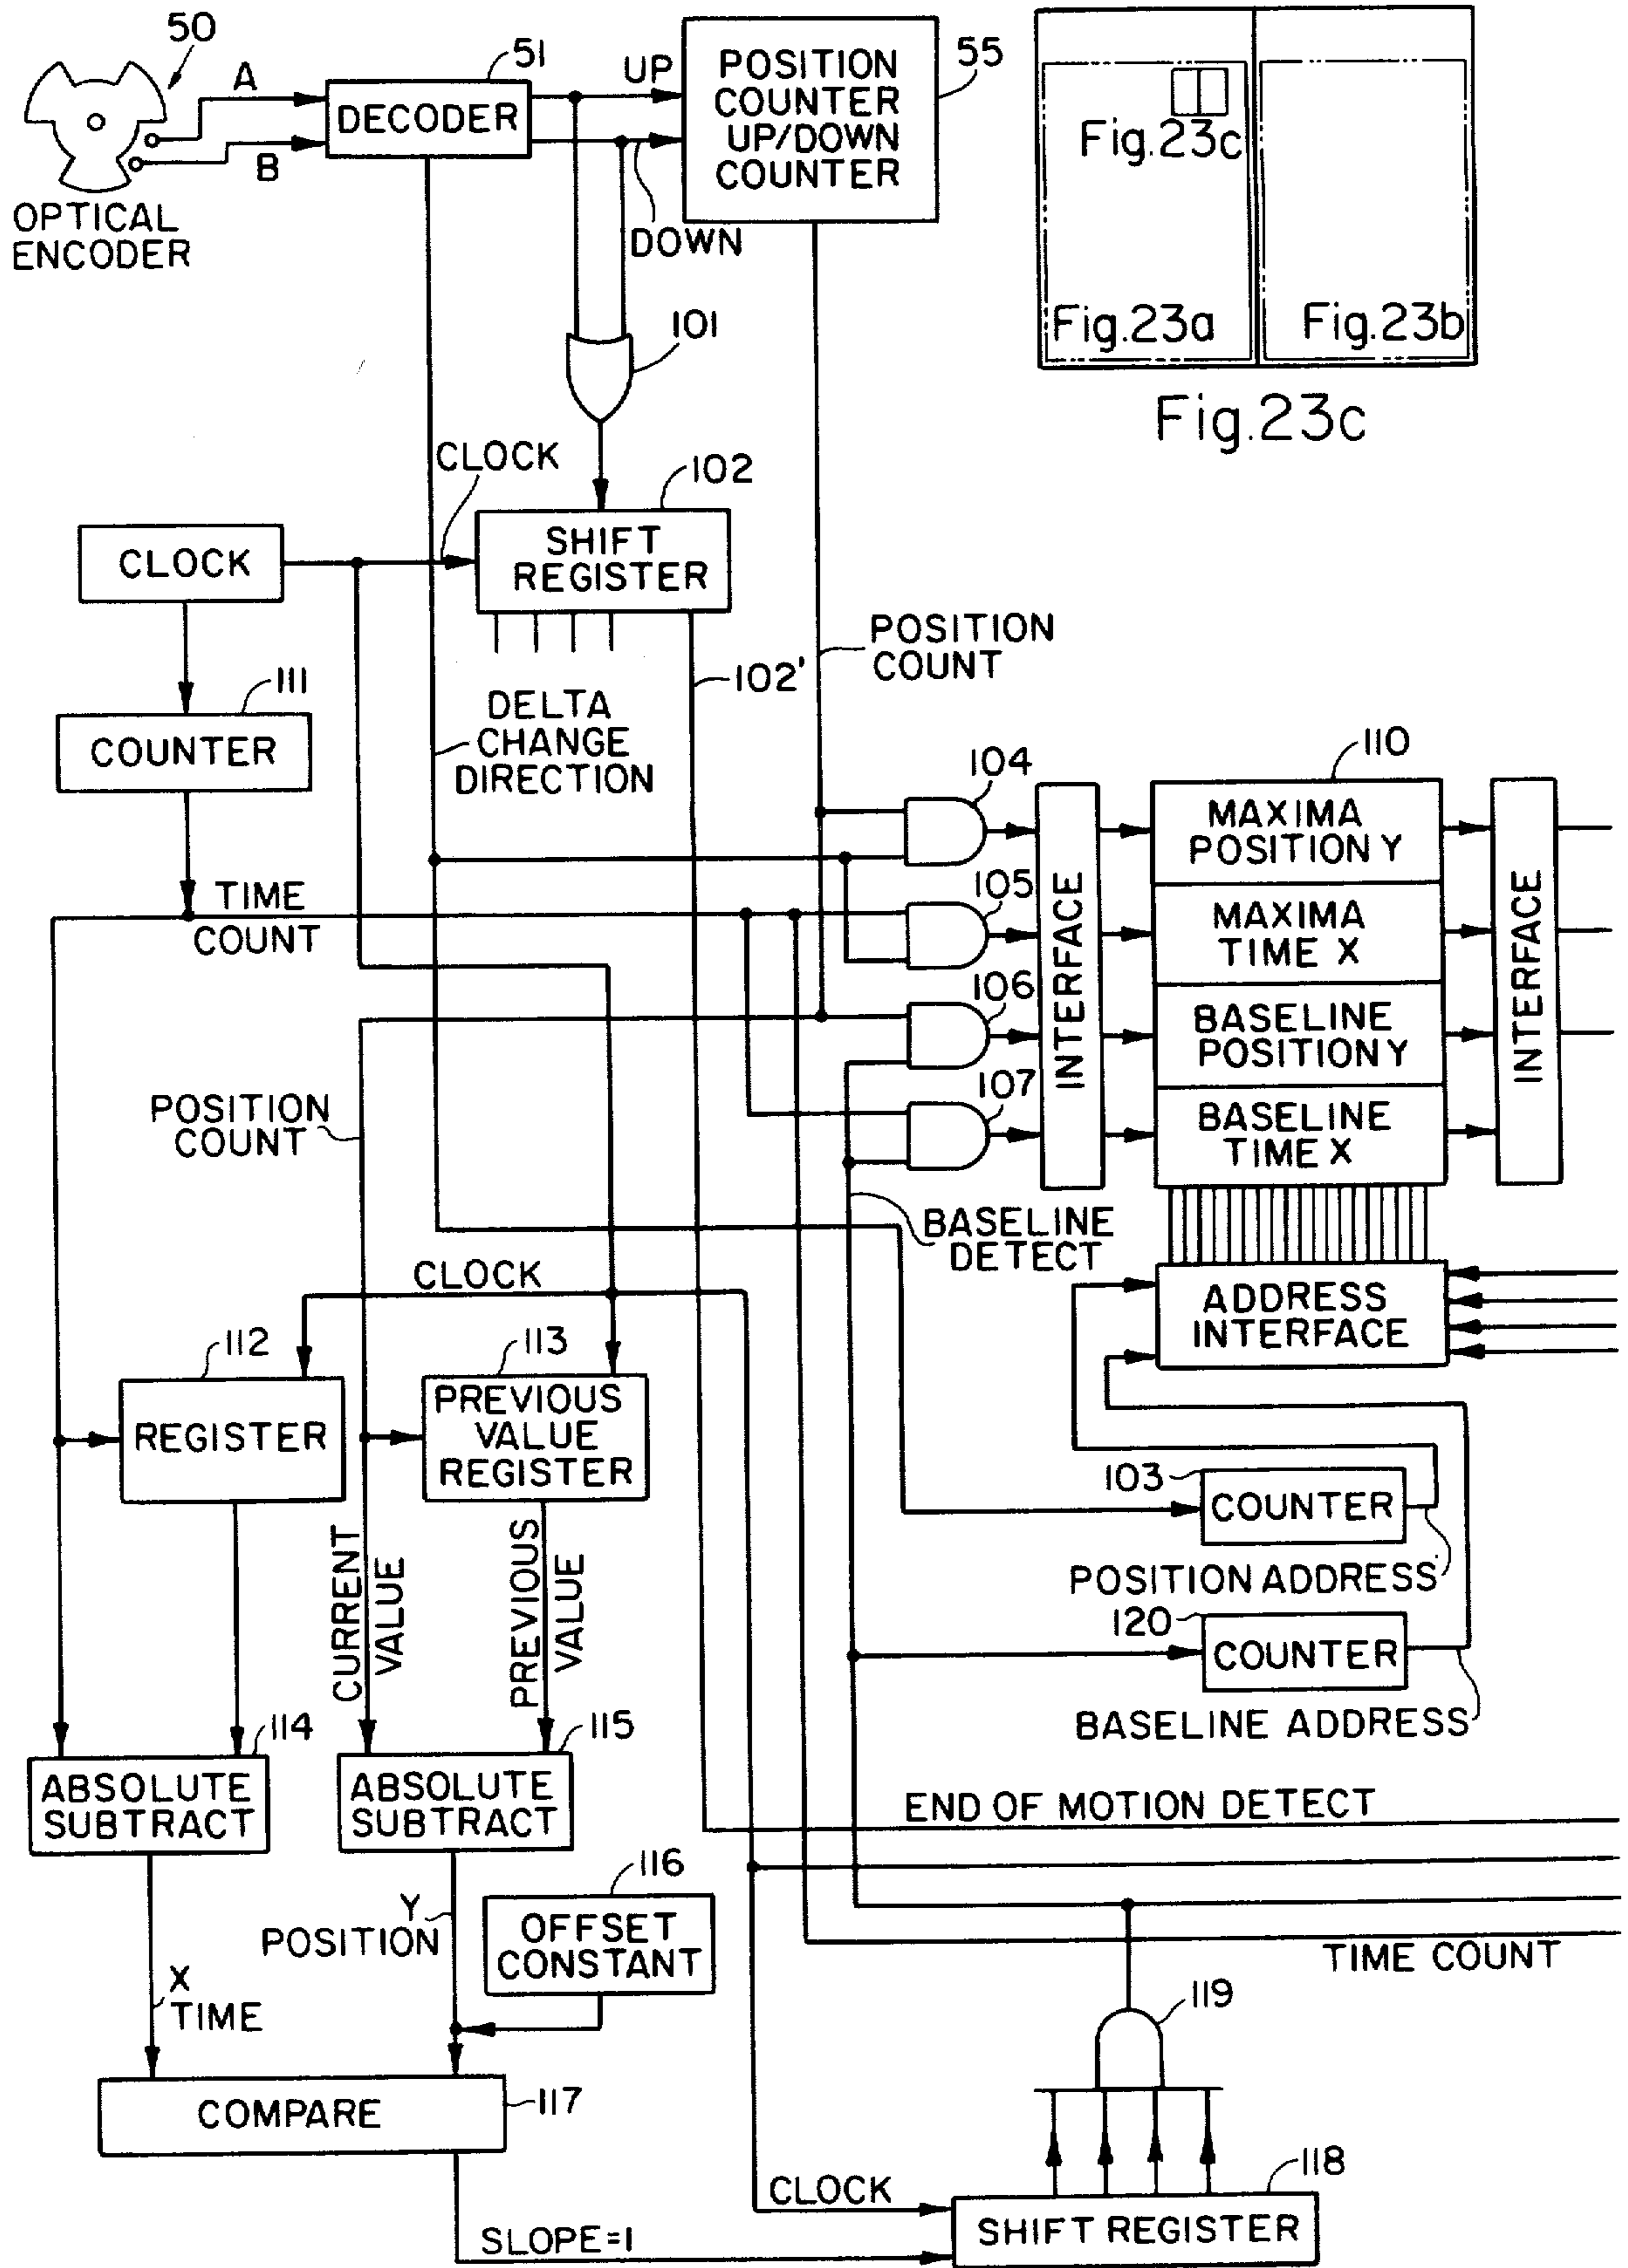 50
A
B
OPTICAL
ENCODER
51
DECODER
UP
DOWN
POSITION
COUNTER
UP/DOWN
COUNTER
55
Fig.23c
Fig.23a
Fig.23b
Fig.23c
101
CLOCK
102
SHIFT
REGISTER
CLOCK
102'
POSITION
COUNT
111
COUNTER
DELTA
CHANGE
DIRECTION
TIME
COUNT
104
105
106
107
INTERFACE
110
MAXIMA
POSITION Y
MAXIMA
TIME X
BASELINE
POSITION Y
BASELINE
TIME X
INTERFACE
POSITION
COUNT
BASELINE
DETECT
CLOCK
ADDRESS
INTERFACE
112
REGISTER
113
PREVIOUS
VALUE
REGISTER
103
COUNTER
POSITION ADDRESS
CURRENT
VALUE
PREVIOUS
VALUE
120
COUNTER
BASELINE ADDRESS
114
ABSOLUTE
SUBTRACT
115
ABSOLUTE
SUBTRACT
END OF MOTION DETECT
116
OFFSET
CONSTANT
Y
POSITION
X
TIME
TIME COUNT
119
COMPARE
117
CLOCK
118
SHIFT REGISTER
SLOPE=1